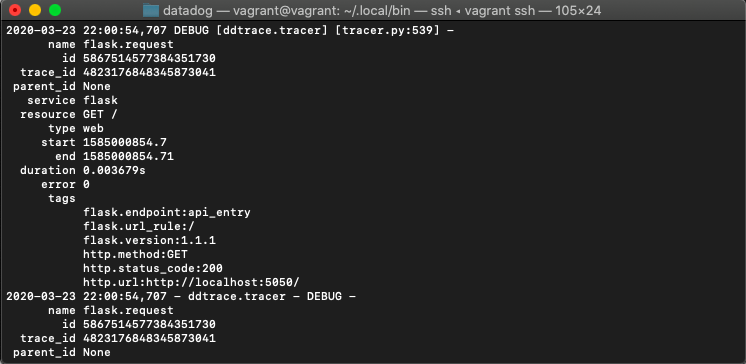 datadog — vagrant@vagrant: ~/.local/bin — ssh ◂ vagrant ssh — 105×24
2020-03-23 22:00:54,707 DEBUG [ddtrace.tracer] [tracer.py:539] -
name flask.request
id 5867514577384351730
trace_id 4823176848345873041
parent_id None
service flask
resource GET /
type web
start 1585000854.7
end 1585000854.71
duration 0.003679s
error 0
tags
flask.endpoint:api_entry
flask.url_rule:/
flask.version:1.1.1
http.method:GET
http.status_code:200
http.url:http://localhost:5050/
2020-03-23 22:00:54,707 - ddtrace.tracer - DEBUG -
name flask.request
id 5867514577384351730
trace_id 4823176848345873041
parent_id None